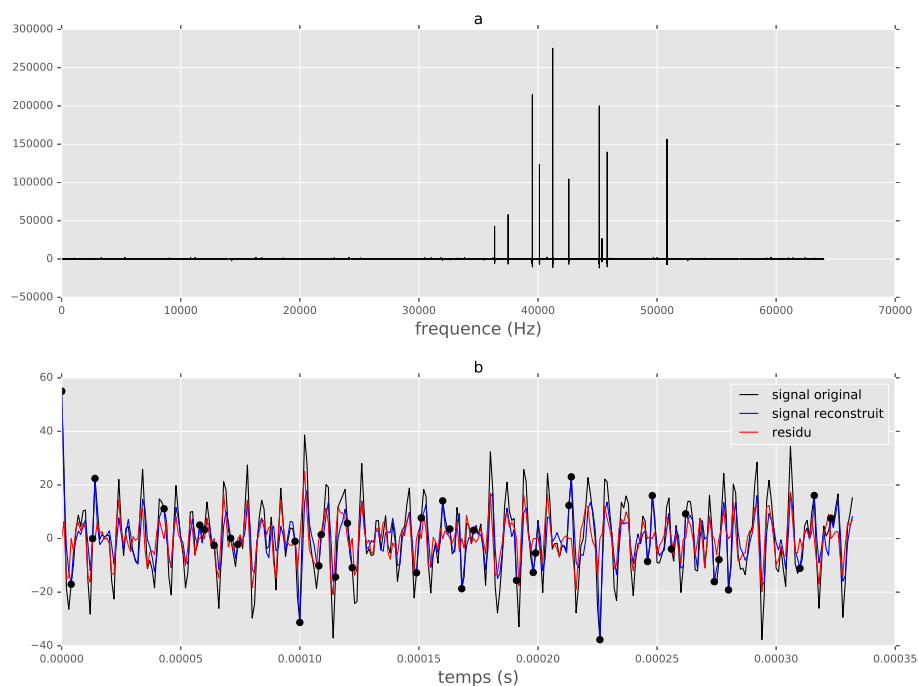 a
300000
250000
200000
150000
100000
50000
0
−50000
0 10000 20000 30000 40000 50000 60000 70000
frequence (Hz)
b
60
40
20
0
−20
−40
signal original
signal reconstruit
residu
0.00000 0.00005 0.00010 0.00015 0.00020 0.00025 0.00030 0.00035
temps (s)